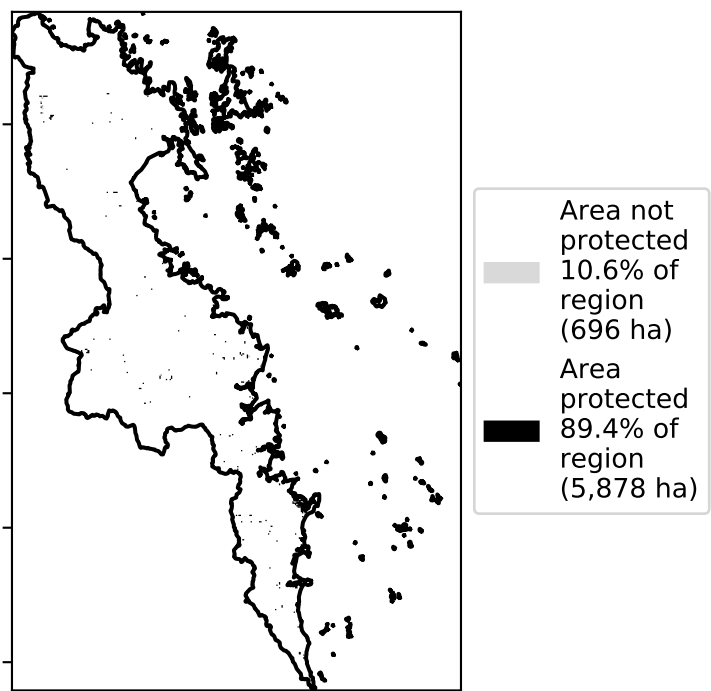 Area not
protected
10.6% of
region
(696 ha)
Area
protected
89.4% of
region
(5,878 ha)